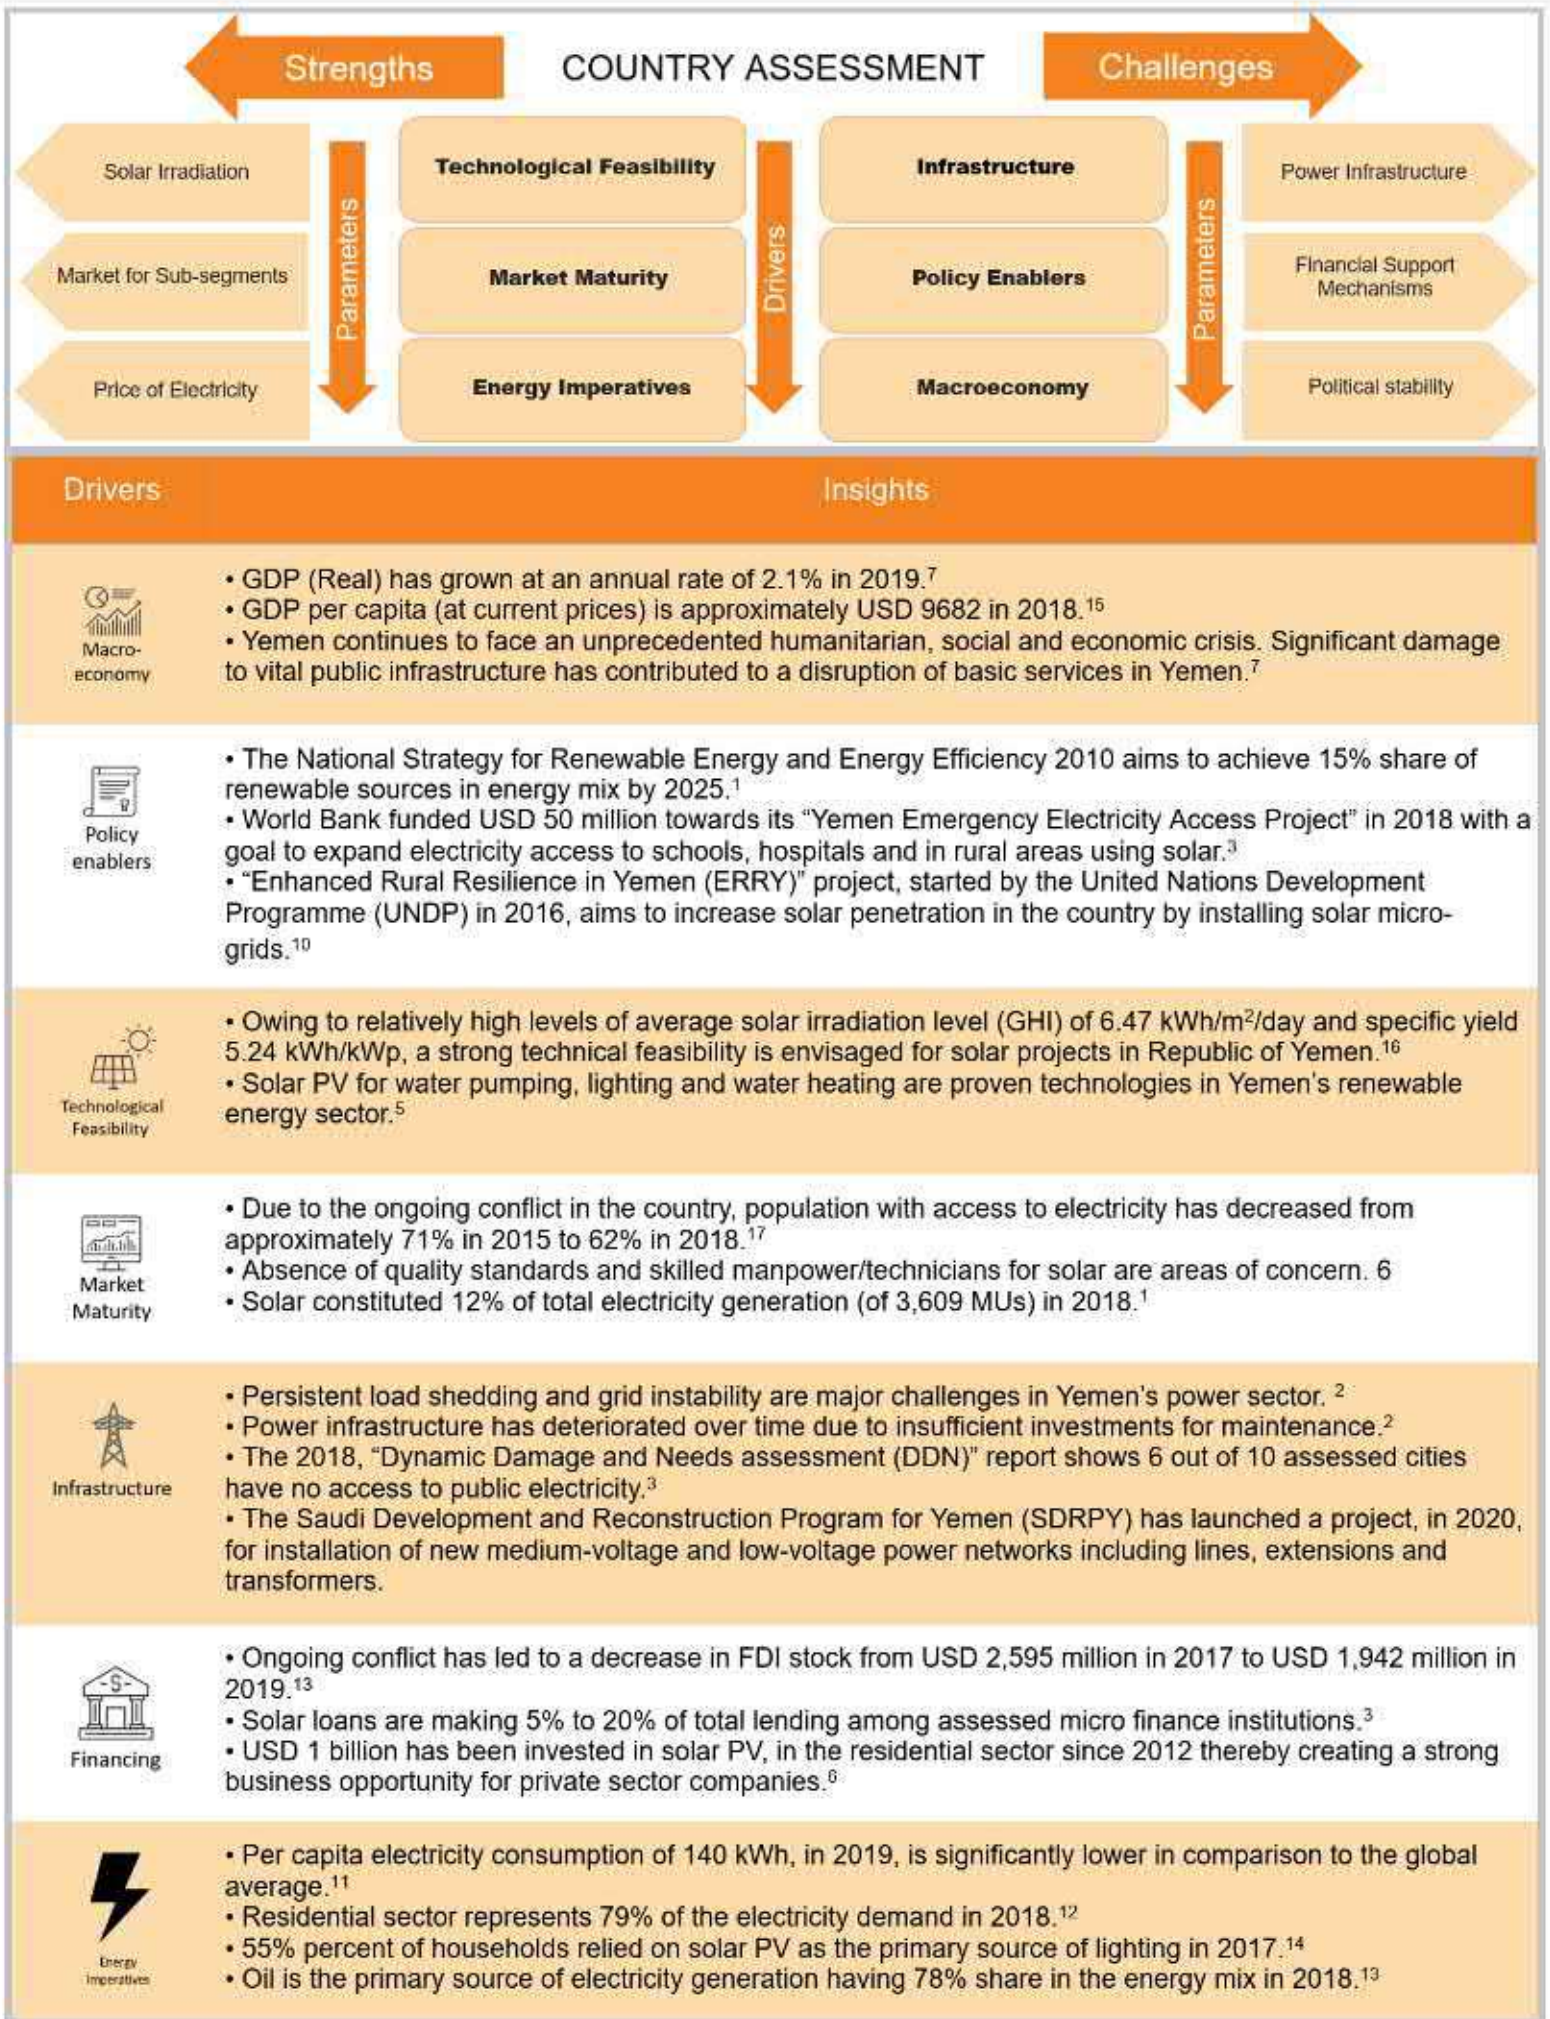 Strengths
COUNTRY ASSESSMENT
Challenges
Solar Irradiation
Market for Sub-segments
Price of Electricity
Parameters
Technological Feasibility
Market Maturity
Energy Imperatives
Drivers
Infrastructure
Policy Enablers
Macroeconomy
Parameters
Power Infrastructure
Financial Support
Mechanisms
Political stability
Drivers
Insights
Macro-
economy
• GDP (Real) has grown at an annual rate of 2.1% in 2019.⁷
• GDP per capita (at current prices) is approximately USD 9682 in 2018.¹⁵
• Yemen continues to face an unprecedented humanitarian, social and economic crisis. Significant damage
to vital public infrastructure has contributed to a disruption of basic services in Yemen.⁷
Policy
enablers
• The National Strategy for Renewable Energy and Energy Efficiency 2010 aims to achieve 15% share of
renewable sources in energy mix by 2025.¹
• World Bank funded USD 50 million towards its “Yemen Emergency Electricity Access Project” in 2018 with a
goal to expand electricity access to schools, hospitals and in rural areas using solar.³
• “Enhanced Rural Resilience in Yemen (ERRY)” project, started by the United Nations Development
Programme (UNDP) in 2016, aims to increase solar penetration in the country by installing solar micro-
grids.¹⁰
Technological
Feasibility
• Owing to relatively high levels of average solar irradiation level (GHI) of 6.47 kWh/m²/day and specific yield
5.24 kWh/kWp, a strong technical feasibility is envisaged for solar projects in Republic of Yemen.¹⁶
• Solar PV for water pumping, lighting and water heating are proven technologies in Yemen’s renewable
energy sector.⁵
Market
Maturity
• Due to the ongoing conflict in the country, population with access to electricity has decreased from
approximately 71% in 2015 to 62% in 2018.¹⁷
• Absence of quality standards and skilled manpower/technicians for solar are areas of concern. 6
• Solar constituted 12% of total electricity generation (of 3,609 MUs) in 2018.¹
Infrastructure
• Persistent load shedding and grid instability are major challenges in Yemen’s power sector. ²
• Power infrastructure has deteriorated over time due to insufficient investments for maintenance.²
• The 2018, “Dynamic Damage and Needs assessment (DDN)” report shows 6 out of 10 assessed cities
have no access to public electricity.³
• The Saudi Development and Reconstruction Program for Yemen (SDRPY) has launched a project, in 2020,
for installation of new medium-voltage and low-voltage power networks including lines, extensions and
transformers.
-$-
Financing
• Ongoing conflict has led to a decrease in FDI stock from USD 2,595 million in 2017 to USD 1,942 million in
2019.¹³
• Solar loans are making 5% to 20% of total lending among assessed micro finance institutions.³
• USD 1 billion has been invested in solar PV, in the residential sector since 2012 thereby creating a strong
business opportunity for private sector companies.⁶
Energy
Imperatives
• Per capita electricity consumption of 140 kWh, in 2019, is significantly lower in comparison to the global
average.¹¹
• Residential sector represents 79% of the electricity demand in 2018.¹²
• 55% percent of households relied on solar PV as the primary source of lighting in 2017.¹⁴
• Oil is the primary source of electricity generation having 78% share in the energy mix in 2018.¹³